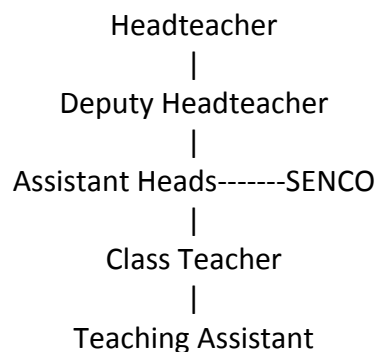 Headteacher
|
Deputy Headteacher
|
Assistant Heads-------SENCO
|
Class Teacher
|
Teaching Assistant